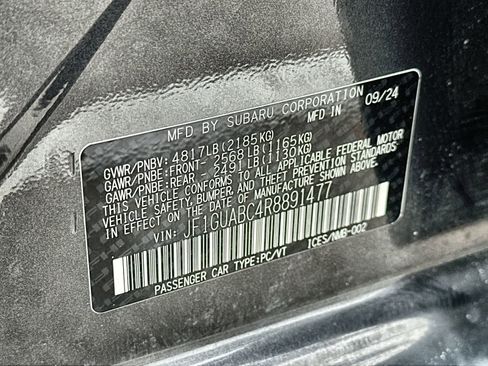 MFD BY SUBARU CORPORATION
MFD IN 09/24
GVWR/PNBV: 4817LB(2185KG)
GAWR/PNBE: FRONT- 2568LB(1165KG)
GAWR/PNBE: REAR - 2491LB(1130KG)
THIS VEHICLE CONFORMS TO ALL APPLICABLE FEDERAL MOTOR
VEHICLE SAFETY, BUMPER, AND THEFT PREVENTION STANDARDS
IN EFFECT ON THE DATE OF MANUFACTURE SHOWN ABOVE.
JF1GUABC4R8891477
PASSENGER CAR TYPE:PC/VT ICES/NMB-002